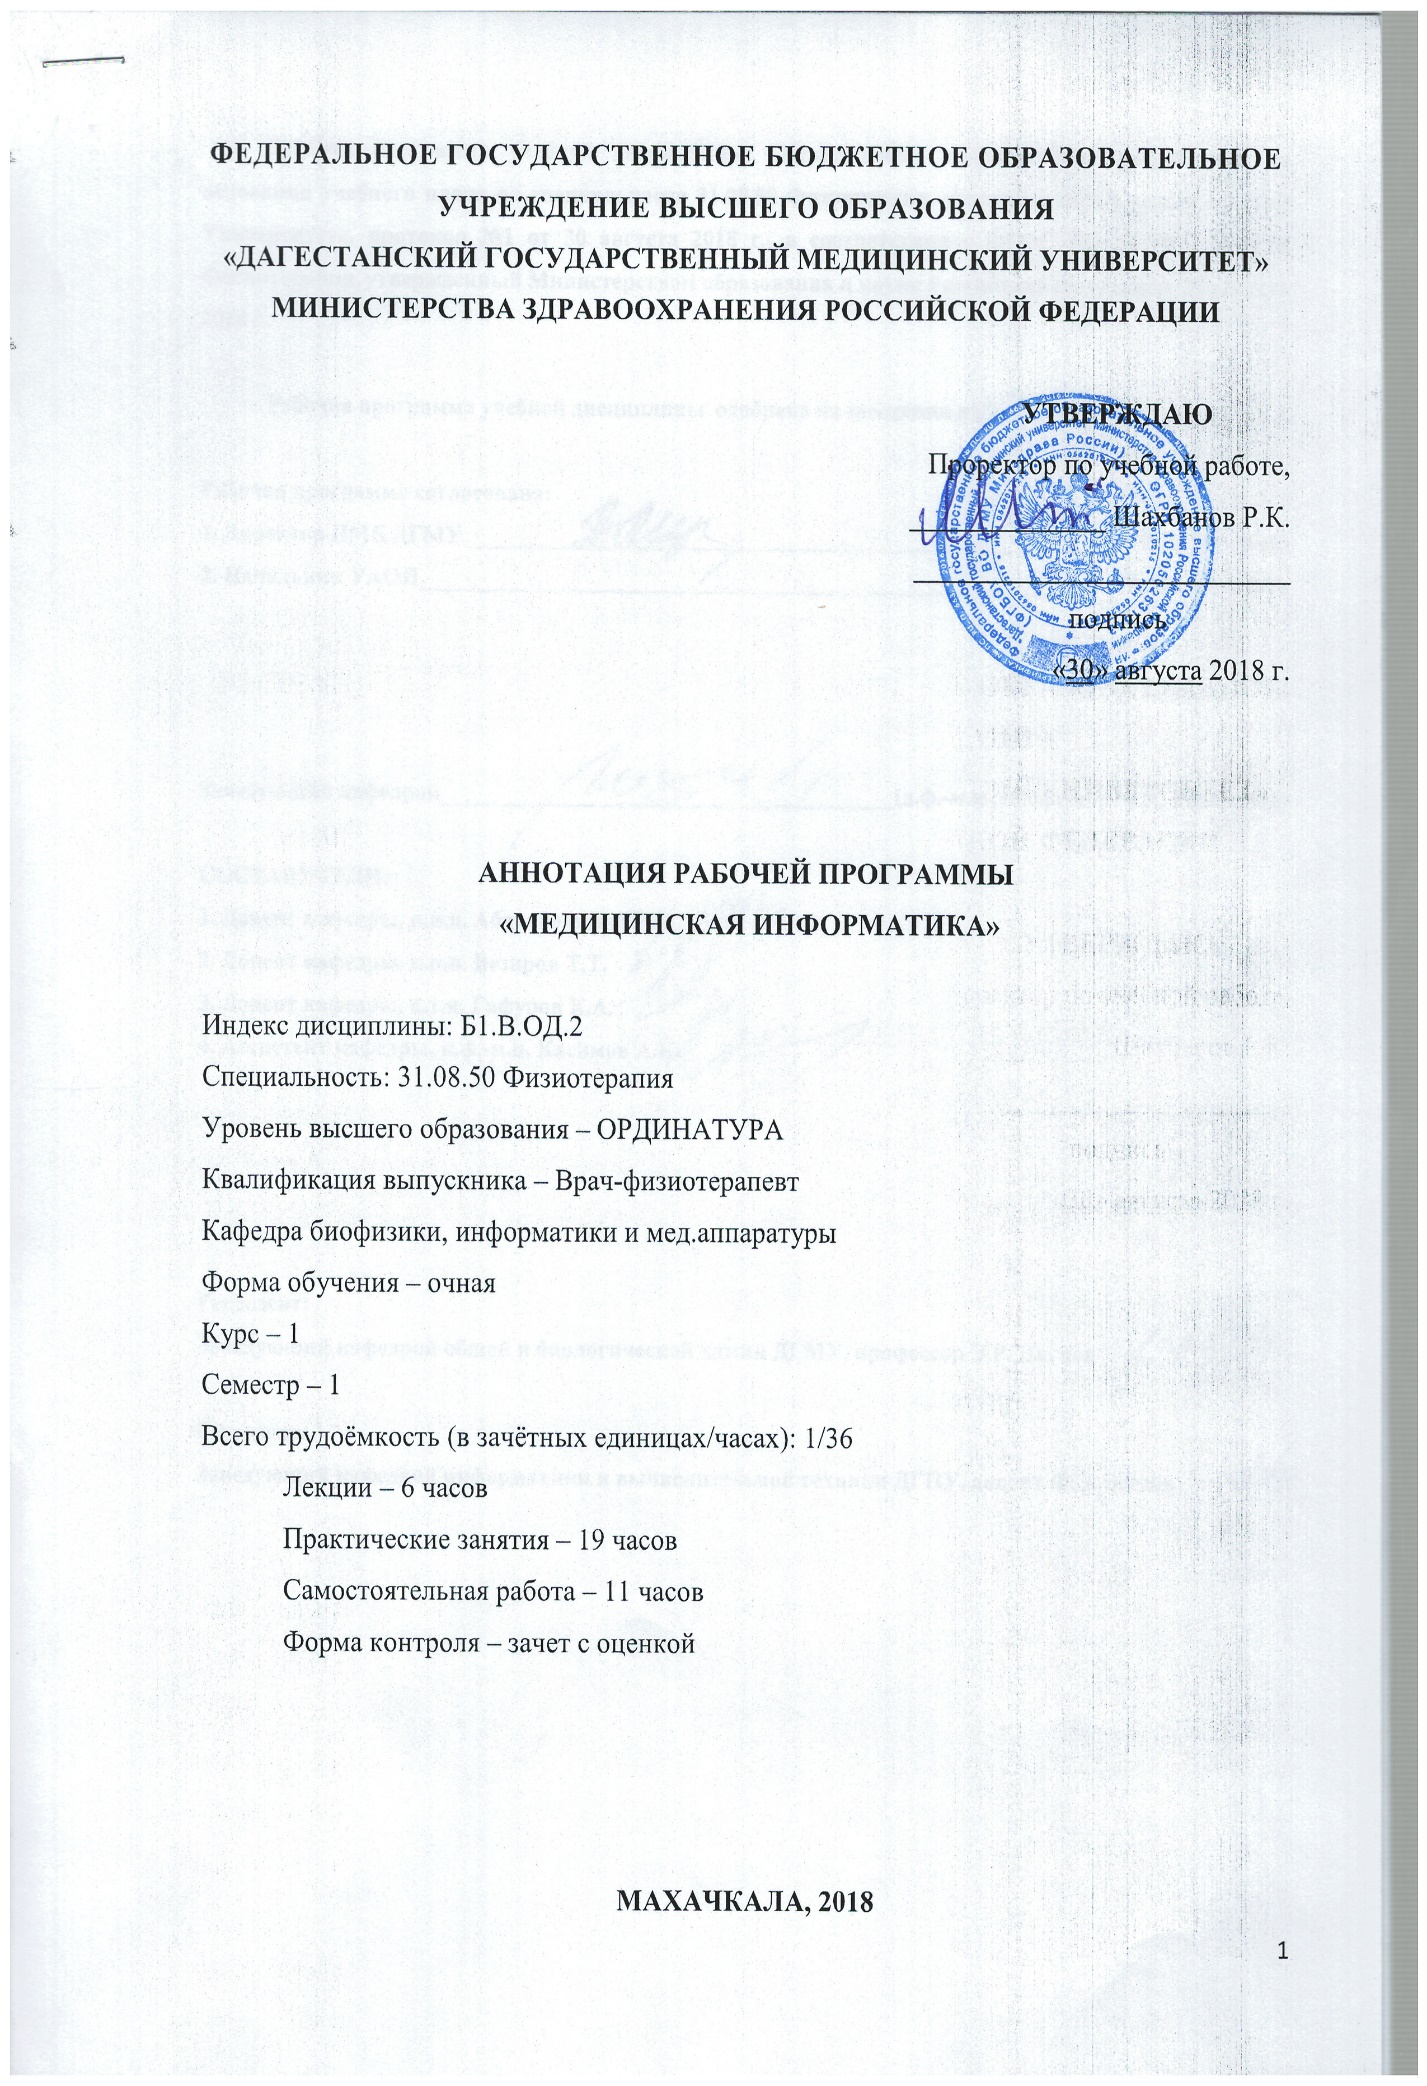 ФЕДЕРАЛЬНОЕ ГОСУДАРСТВЕННОЕ БЮДЖЕТНОЕ ОБРАЗОВАТЕЛЬНОЕ
УЧРЕЖДЕНИЕ ВЫСШЕГО ОБРАЗОВАНИЯ
«ДАГЕСТАНСКИЙ ГОСУДАРСТВЕННЫЙ МЕДИЦИНСКИЙ УНИВЕРСИТЕТ»
МИНИСТЕРСТВА ЗДРАВООХРАНЕНИЯ РОССИЙСКОЙ ФЕДЕРАЦИИ
УТВЕРЖДАЮ
Проректор по учебной работе,
Шахбанов Р.К.
подпись
«30» августа 2018 г.
АННОТАЦИЯ РАБОЧЕЙ ПРОГРАММЫ
«МЕДИЦИНСКАЯ ИНФОРМАТИКА»
Индекс дисциплины: Б1.В.ОД.2
Специальность: 31.08.50 Физиотерапия
Уровень высшего образования – ОРДИНАТУРА
Квалификация выпускника – Врач-физиотерапевт
Кафедра биофизики, информатики и мед.аппаратуры
Форма обучения – очная
Курс – 1
Семестр – 1
Всего трудоёмкость (в зачётных единицах/часах): 1/36
Лекции – 6 часов
Практические занятия – 19 часов
Самостоятельная работа – 11 часов
Форма контроля – зачет с оценкой
МАХАЧКАЛА, 2018
1